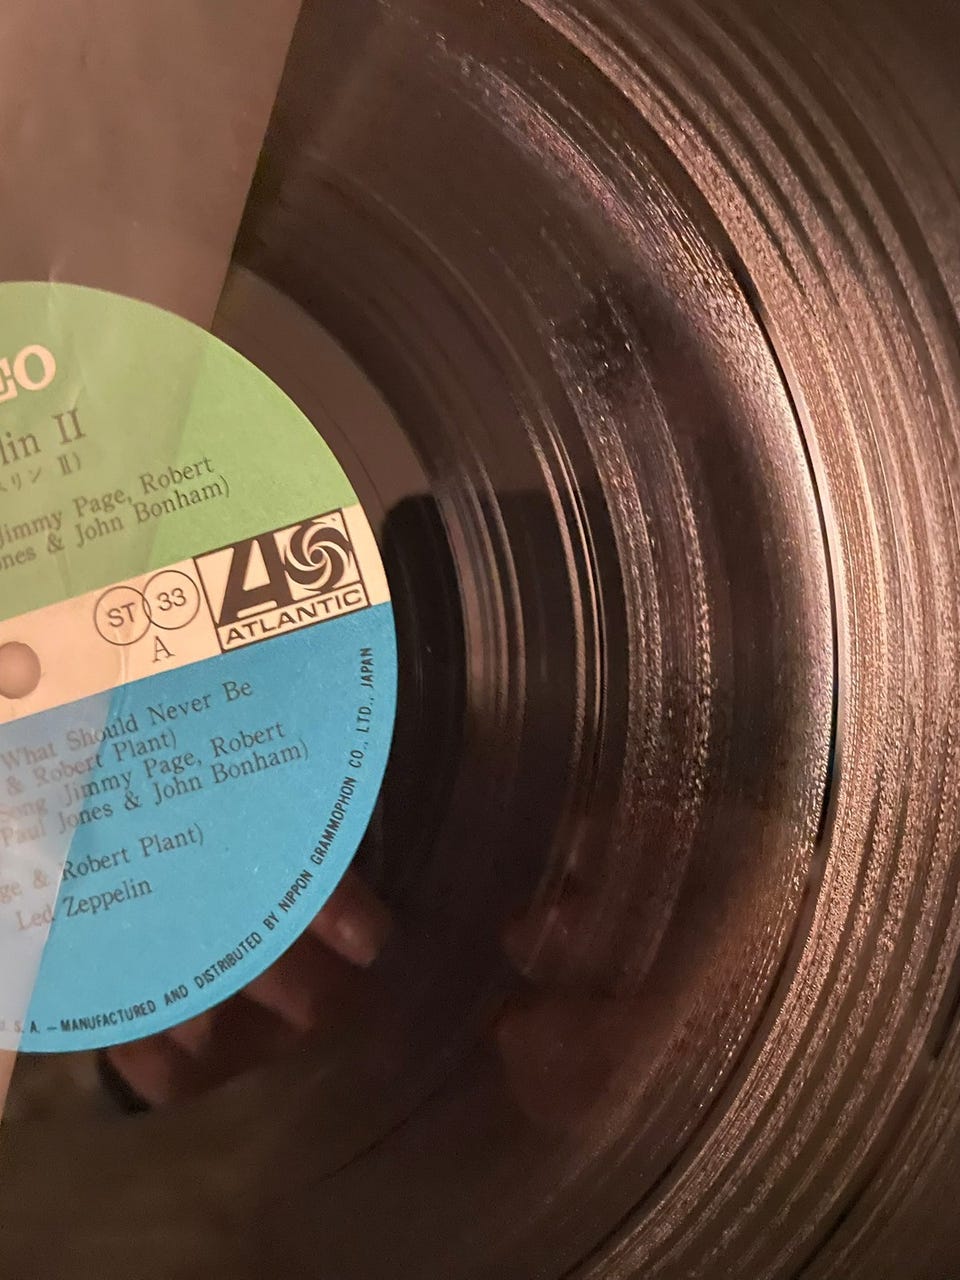 EO
lin II
リン II)
Jimmy Page, Robert
nes & John Bonham)
ST 33
A
ATLANTIC
What Should Never Be
& Robert Plant)
Song Jimmy Page, Robert
Paul Jones & John Bonham)
ge & Robert Plant)
Led Zeppelin
U. S. A. — MANUFACTURED AND DISTRIBUTED BY NIPPON GRAMMOPHON CO., LTD., JAPAN